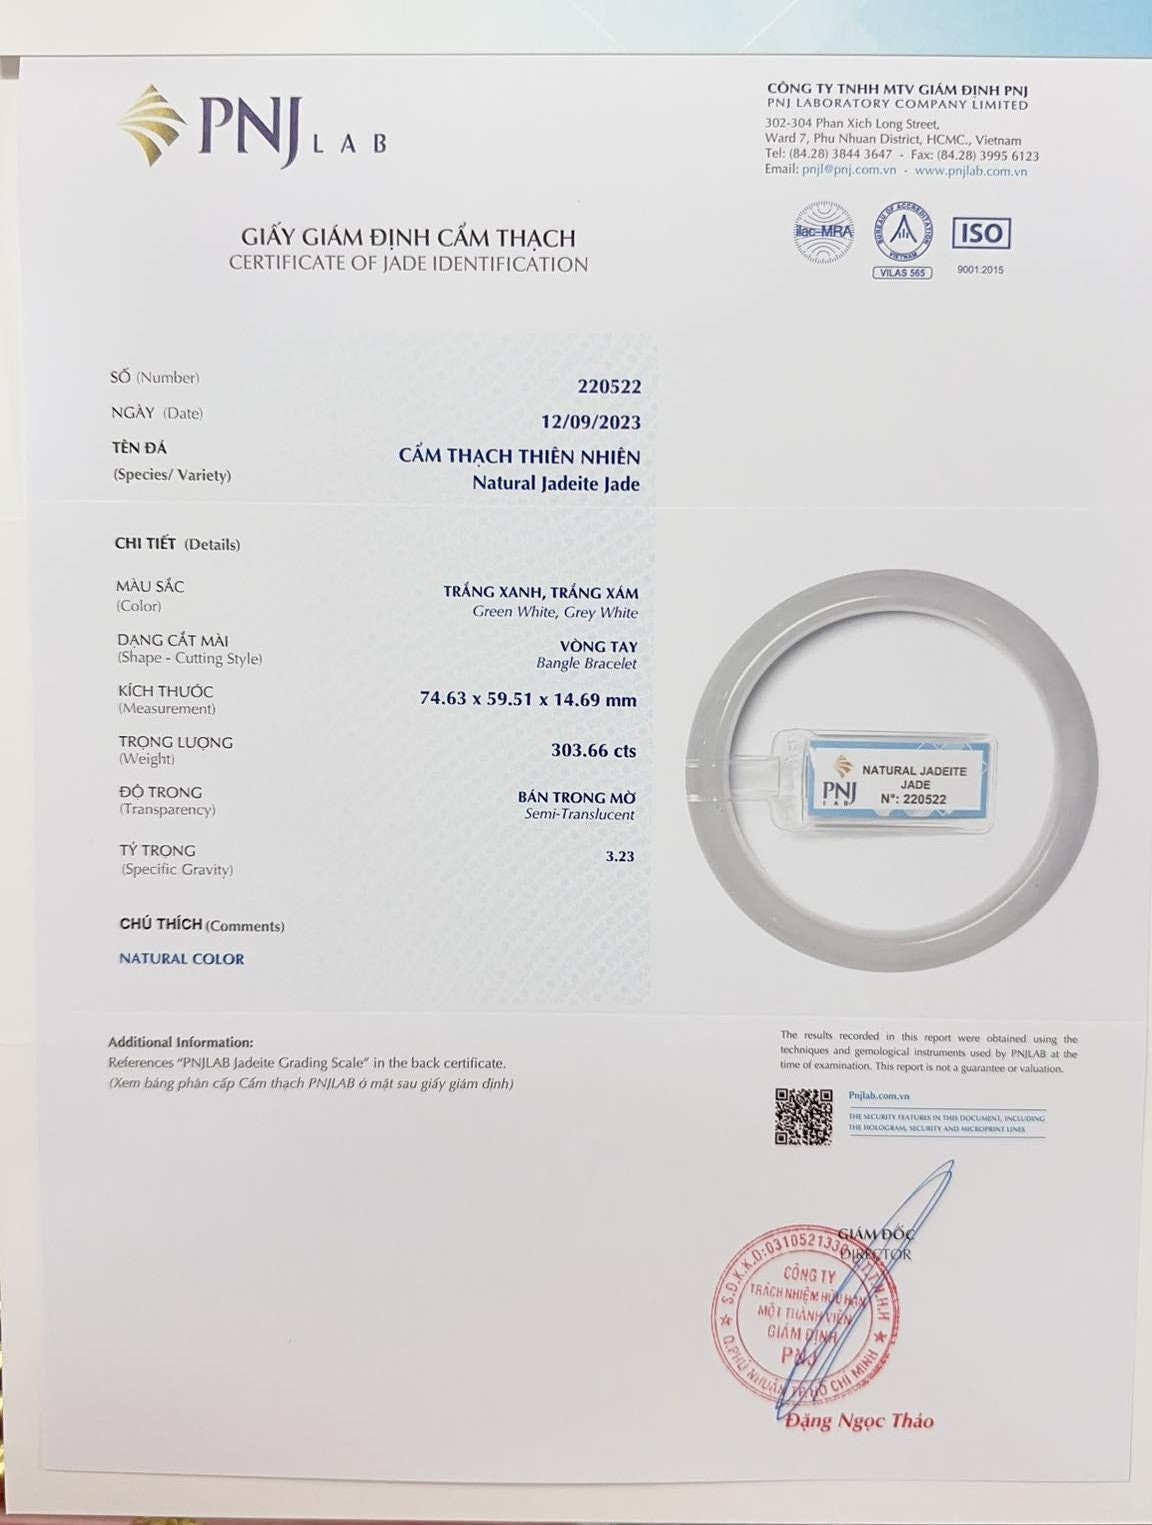 PNJ LAB
CÔNG TY TNHH MTV GIÁM ĐỊNH PNJ
PNJ LABORATORY COMPANY LIMITED
302-304 Phan Xich Long Street,
Ward 7, Phu Nhuan District, HCMC., Vietnam
Tel: (84.28) 3844 3647 - Fax: (84.28) 3995 6123
Email: pnjl@pnj.com.vn - www.pnjlab.com.vn
ilac-MRA
BUREAU OF ACCREDITATION
VIETNAM
VILAS 565
ISO
9001:2015
GIẤY GIÁM ĐỊNH CẨM THẠCH
CERTIFICATE OF JADE IDENTIFICATION
SỐ (Number) 220522
NGÀY (Date) 12/09/2023
TÊN ĐÁ CẨM THẠCH THIÊN NHIÊN
(Species/ Variety) Natural Jadeite Jade
CHI TIẾT (Details)
MÀU SẮC TRẮNG XANH, TRẮNG XÁM
(Color) Green White, Grey White
DẠNG CẮT MÀI VÒNG TAY
(Shape - Cutting Style) Bangle Bracelet
KÍCH THƯỚC 74.63 x 59.51 x 14.69 mm
(Measurement)
TRỌNG LƯỢNG 303.66 cts
(Weight)
ĐỘ TRONG BÁN TRONG MỜ
(Transparency) Semi-Translucent
TỶ TRỌNG 3.23
(Specific Gravity)
CHÚ THÍCH (Comments)
NATURAL COLOR
PNJ LAB
NATURAL JADEITE
JADE
N°: 220522
Additional Information:
References "PNJLAB Jadeite Grading Scale" in the back certificate.
(Xem bảng phân cấp Cẩm thạch PNJLAB ở mặt sau giấy giám định)
The results recorded in this report were obtained using the
techniques and gemological instruments used by PNJLAB at the
time of examination. This report is not a guarantee or valuation.
Pnjlab.com.vn
THE SECURITY FEATURES IN THIS DOCUMENT, INCLUDING
THE HOLOGRAM, SECURITY AND MICROPRINT LINES
GIÁM ĐỐC
DIRECTOR
CÔNG TY
TRÁCH NHIỆM HỮU HẠN
MỘT THÀNH VIÊN
GIÁM ĐỊNH
PNJ
Q.PHÚ NHUẬN TP.HỒ CHÍ MINH
Đặng Ngọc Thảo